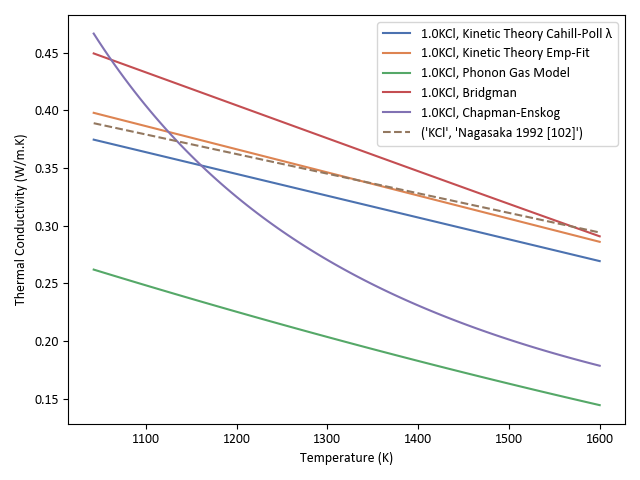 1.0KCl, Kinetic Theory Cahill-Poll λ
1.0KCl, Kinetic Theory Emp-Fit
1.0KCl, Phonon Gas Model
1.0KCl, Bridgman
1.0KCl, Chapman-Enskog
('KCl', 'Nagasaka 1992 [102]')
Thermal Conductivity (W/m.K)
0.45
0.40
0.35
0.30
0.25
0.20
0.15
1100 1200 1300 1400 1500 1600
Temperature (K)